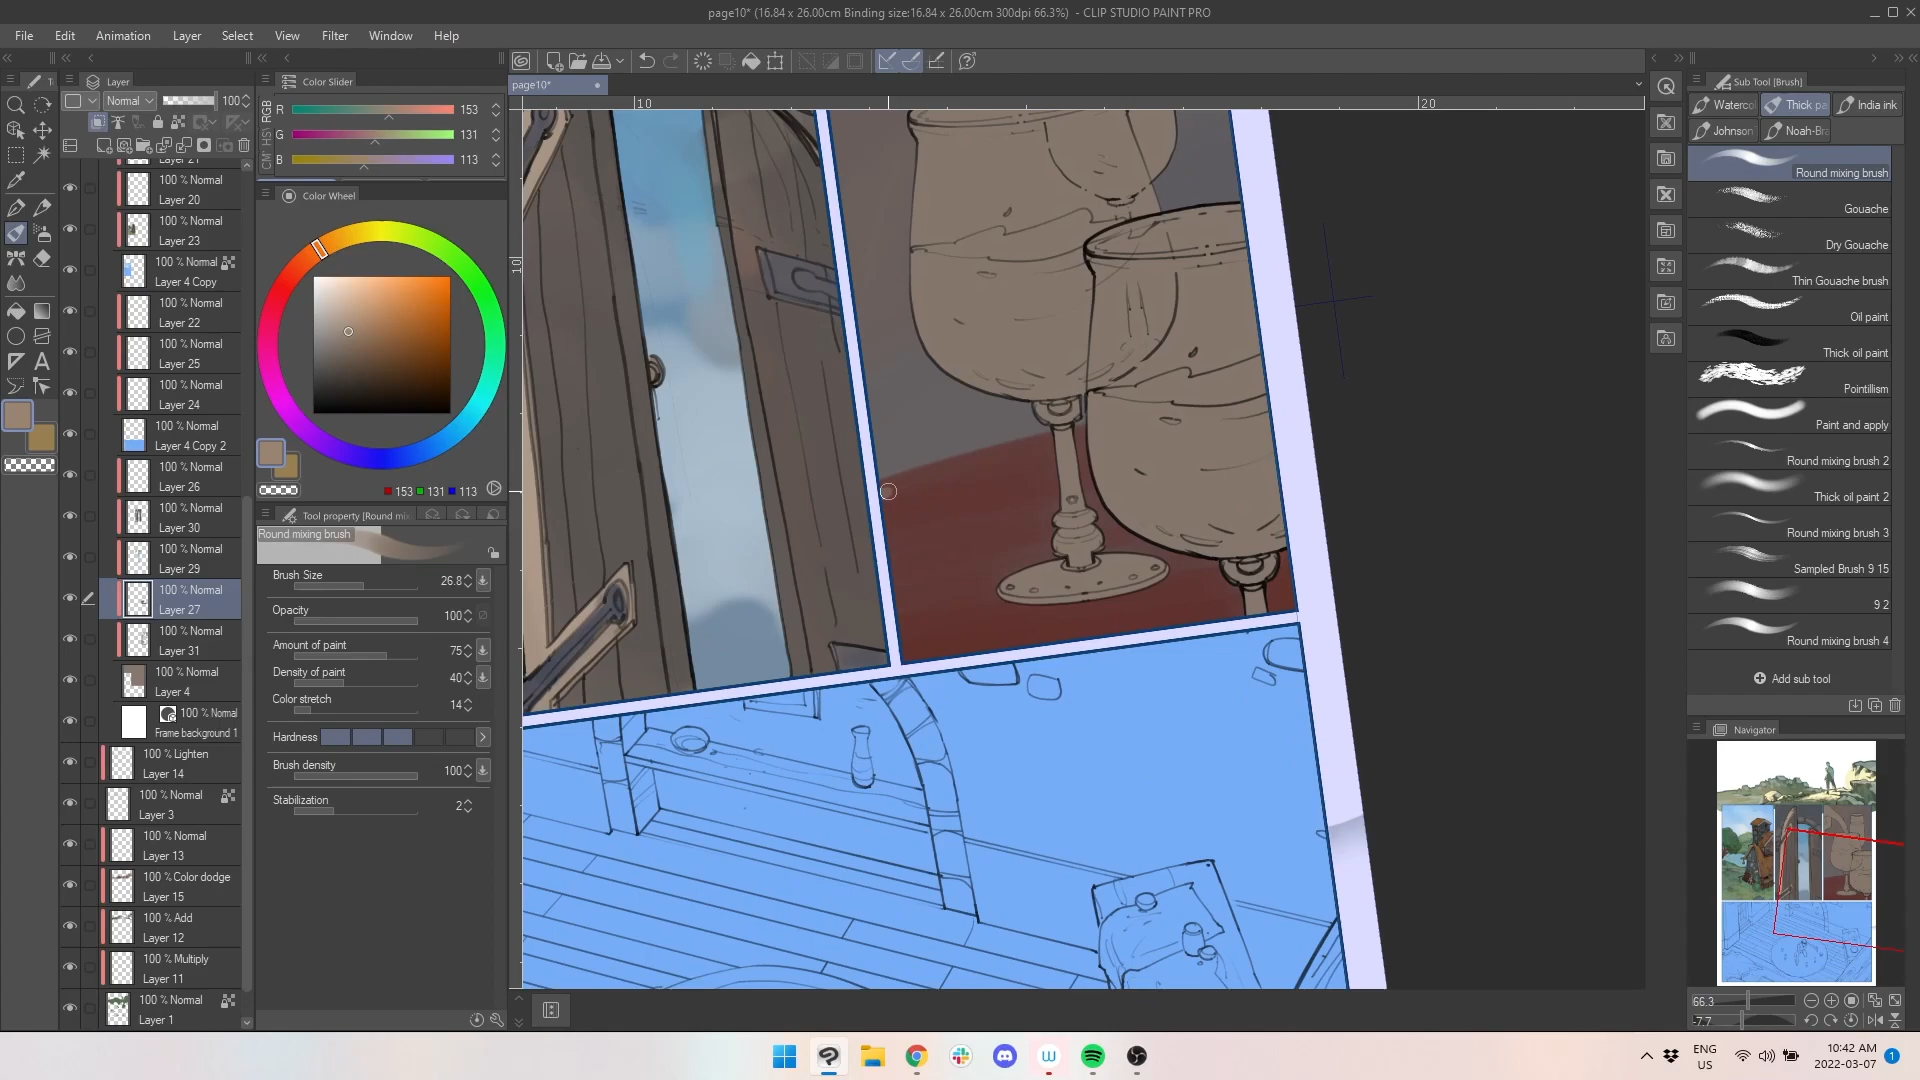 page10* (16.84 x 26.00cm Binding size:16.84 x 26.00cm 300dpi 66.3%) - CLIP STUDIO PAINT PRO
File Edit Animation Layer Select View Filter Window Help
page10*
Layer
Normal 100
Layer 21
100 % Normal
Layer 20
100 % Normal
Layer 23
100 % Normal
Layer 4 Copy
100 % Normal
Layer 22
100 % Normal
Layer 25
100 % Normal
Layer 24
100 % Normal
Layer 4 Copy 2
100 % Normal
Layer 26
100 % Normal
Layer 30
100 % Normal
Layer 29
100 % Normal
Layer 27
100 % Normal
Layer 31
100 % Normal
Layer 4
100 % Normal
Frame background 1
100 % Lighten
Layer 14
100 % Normal
Layer 3
100 % Normal
Layer 13
100 % Color dodge
Layer 15
100 % Add
Layer 12
100 % Multiply
Layer 11
100 % Normal
Layer 1
Color Slider
RGB
HSV
R 153
G 131
B 113
Color Wheel
153 131 113
Tool property [Round mix
Round mixing brush
Brush Size 26.8
Opacity 100
Amount of paint 75
Density of paint 40
Color stretch 14
Hardness
Brush density 100
Stabilization 2
10 20
10
Sub Tool [Brush]
Waterco Thick pa India ink
Johnson Noah-Bra
Round mixing brush
Gouache
Dry Gouache
Thin Gouache brush
Oil paint
Thick oil paint
Pointillism
Paint and apply
Round mixing brush 2
Thick oil paint 2
Round mixing brush 3
Sampled Brush 9 15
9 2
Round mixing brush 4
Add sub tool
Navigator
66.3
-7.7
ENG
US
10:42 AM
2022-03-07
1